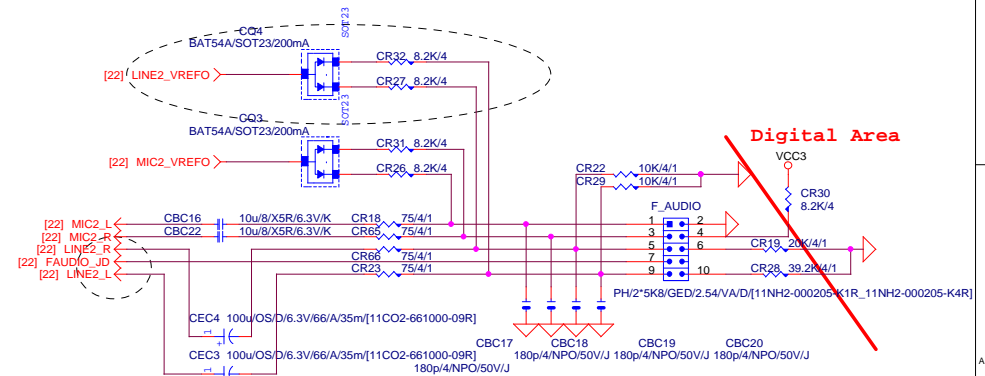 SOT23
CQ4
BAT54A/SOT23/200mA
[22] LINE2_VREFO
CR32 8.2K/4
CR27 8.2K/4
SOT23
CQ3
BAT54A/SOT23/200mA
[22] MIC2_VREFO
CR31 8.2K/4
CR26 8.2K/4
Digital Area
VCC3
CR30
8.2K/4
CR22 10K/4/1
CR29 10K/4/1
F_AUDIO
[22] MIC2_L
CBC16 10u/8/X5R/6.3V/K
CR18 75/4/1
1 2
[22] MIC2_R
CBC22 10u/8/X5R/6.3V/K
CR65 75/4/1
3 4
[22] LINE2_R
5 6
CR19 20K/4/1
[22] FAUDO_JD
CR66 75/4/1
7
[22] LINE2_L
CR23 75/4/1
9 10
CR28 39.2K/4/1
PH/2*5K8/GED/2.54/VA/D/[11NH2-000205-K1R_11NH2-000205-K4R]
CEC4 100u/OS/D/6.3V/66/A/35m/[11CO2-661000-09R]
1 +
CBC17 CBC18 CBC19 CBC20
180p/4/NPO/50V/J 180p/4/NPO/50V/J 180p/4/NPO/50V/J
CEC3 100u/OS/D/6.3V/66/A/35m/[11CO2-661000-09R]
180p/4/NPO/50V/J
1
A